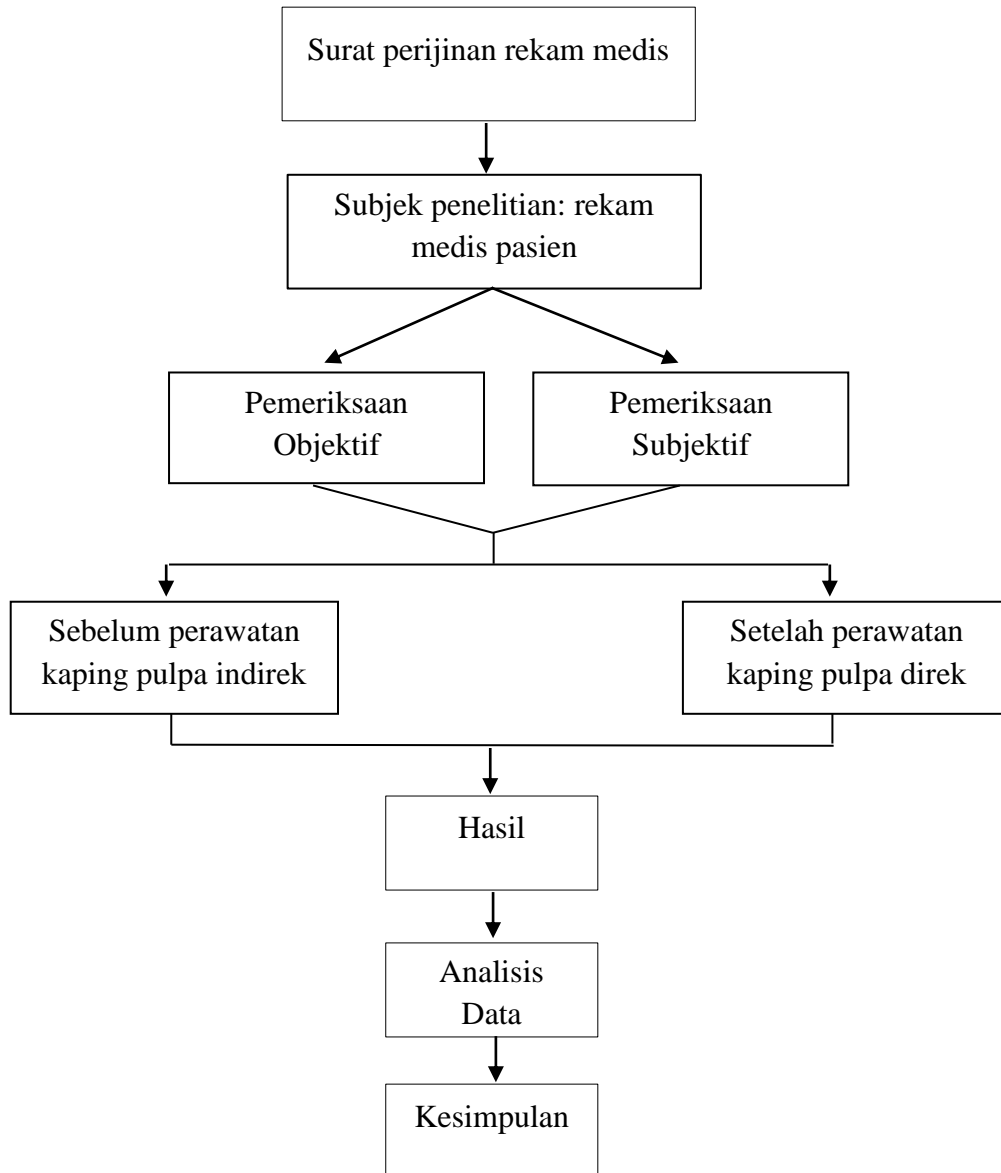 Surat perijinan rekam medis
Subjek penelitian: rekam
medis pasien
Pemeriksaan
Objektif
Pemeriksaan
Subjektif
Sebelum perawatan
kaping pulpa indirek
Setelah perawatan
kaping pulpa direk
Hasil
Analisis
Data
Kesimpulan